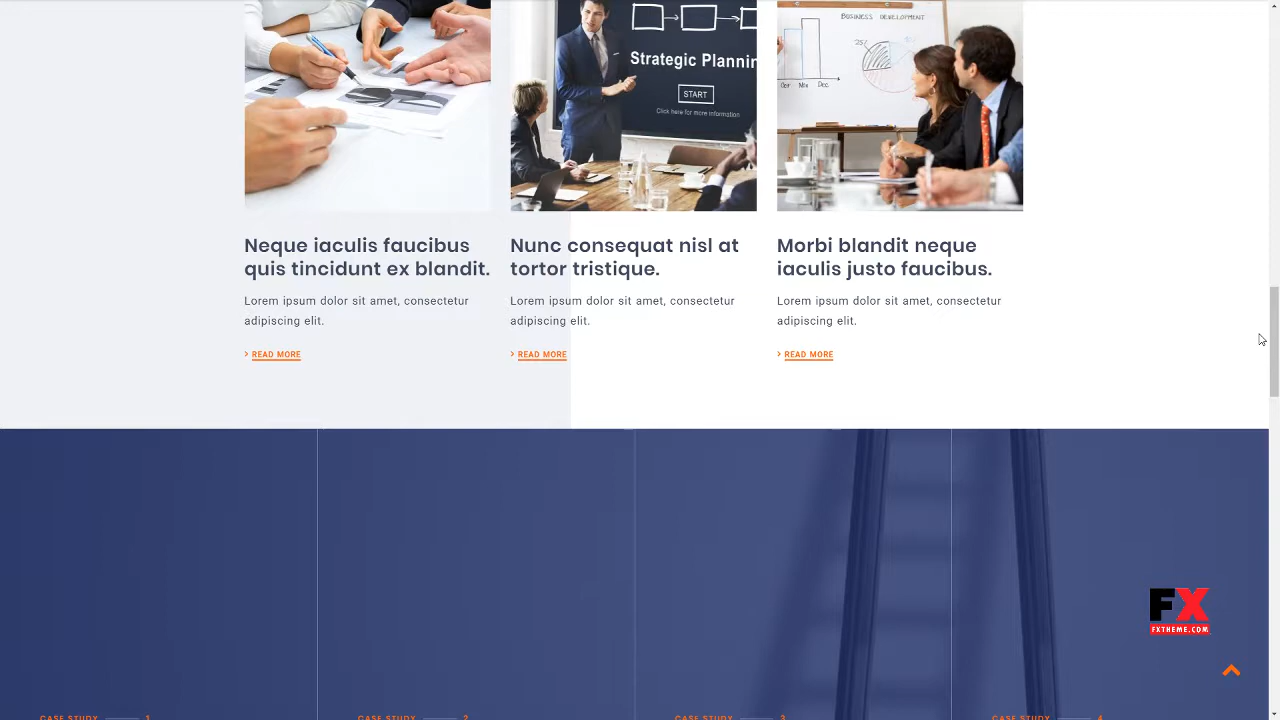 BUSINESS DEVELOPMENT
25%
Strategic Plannin
START
Click here for more information
Mar
Dec
Neque iaculis faucibus
quis tincidunt ex blandit.
Nunc consequat nisl at
tortor tristique.
Morbi blandit neque
iaculis justo faucibus.
Lorem ipsum dolor sit amet, consectetur
adipiscing elit.
Lorem ipsum dolor sit amet, consectetur
adipiscing elit.
Lorem ipsum dolor sit amet, consectetur
adipiscing elit.
READ MORE
READ MORE
READ MORE
FX
FXTHEME.COM
CASE STUDY 1
CASE STUDY 2
CASE STUDY 3
CASE STUDY 4